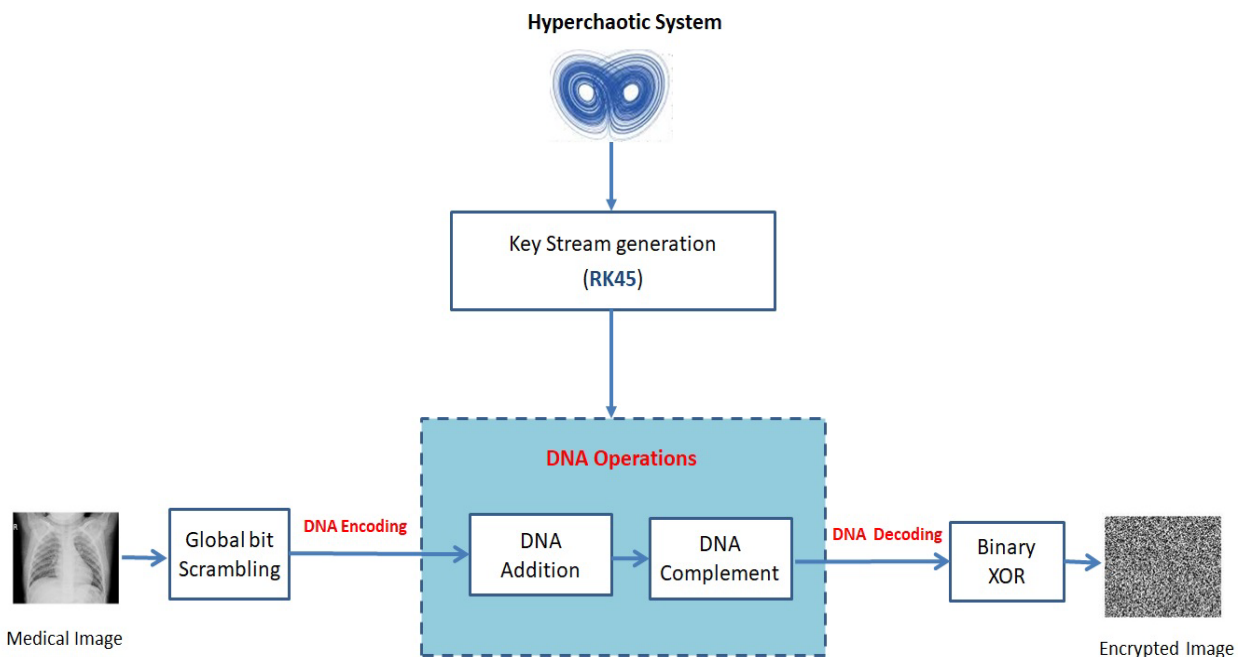 Hyperchaotic System
Key Stream generation
(RK45)
DNA Operations
R
Medical Image
Global bit
Scrambling
DNA Encoding
DNA
Addition
DNA
Complement
DNA Decoding
Binary
XOR
Encrypted Image